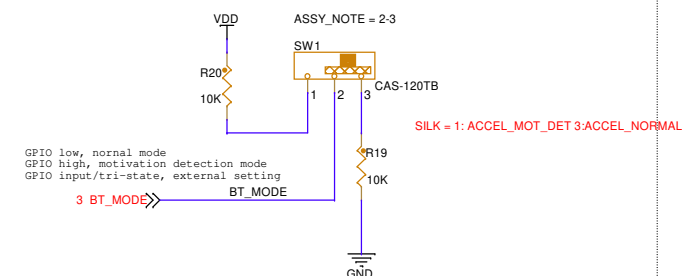 VDD
ASSY_NOTE = 2-3
SW1
R20
CAS-120TB
10K
1
2
3
SILK = 1: ACCEL_MOT_DET 3:ACCEL_NORMAL
GPIO low, nornal mode
GPIO high, motivation detection mode
GPIO input/tri-state, external setting
R19
10K
BT_MODE
3 BT_MODE
GND